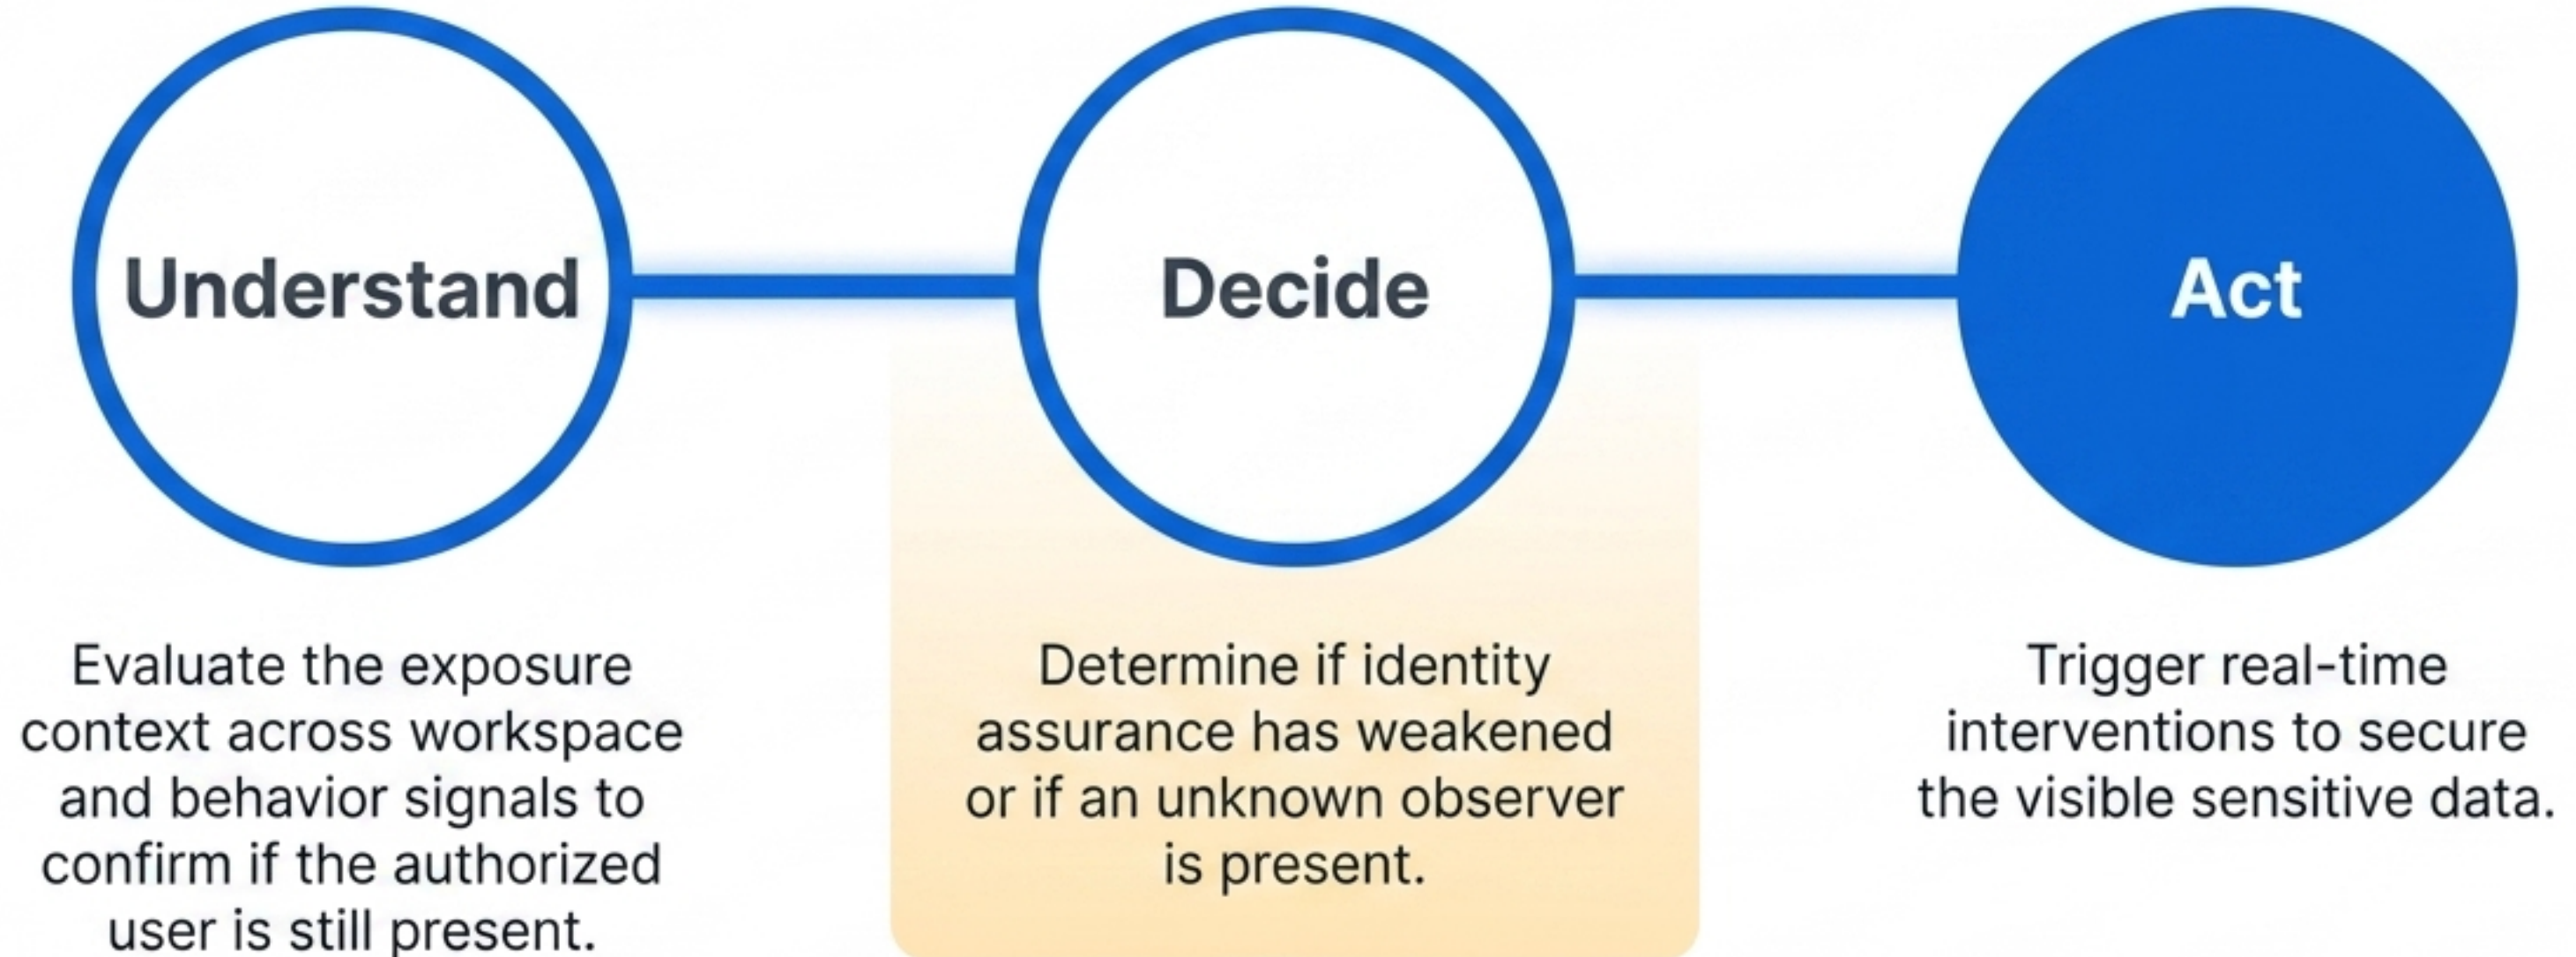 Understand
Evaluate the exposure
context across workspace
and behavior signals to
confirm if the authorized
user is still present.
Decide
Determine if identity
assurance has weakened
or if an unknown observer
is present.
Act
Trigger real-time
interventions to secure
the visible sensitive data.